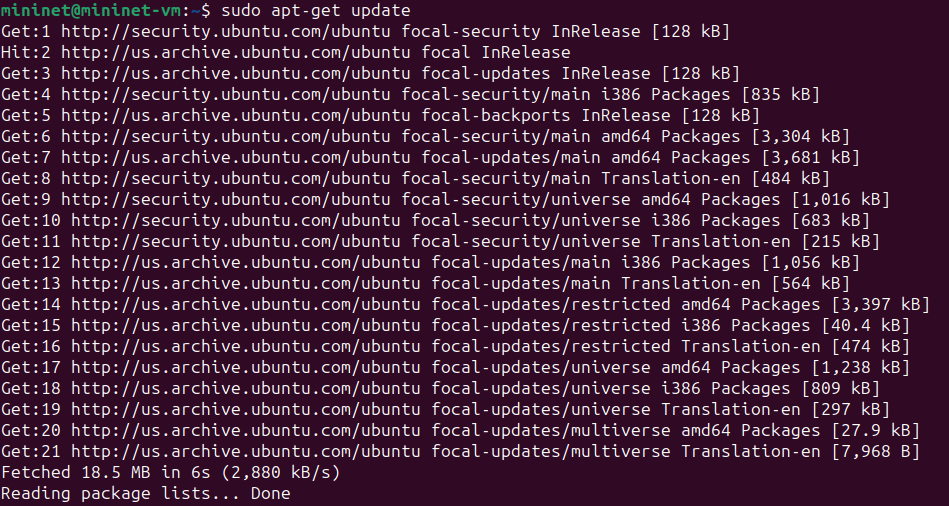 mininet@mininet-vm:~$ sudo apt-get update
Get:1 http://security.ubuntu.com/ubuntu focal-security InRelease [128 kB]
Hit:2 http://us.archive.ubuntu.com/ubuntu focal InRelease
Get:3 http://us.archive.ubuntu.com/ubuntu focal-updates InRelease [128 kB]
Get:4 http://security.ubuntu.com/ubuntu focal-security/main i386 Packages [835 kB]
Get:5 http://us.archive.ubuntu.com/ubuntu focal-backports InRelease [128 kB]
Get:6 http://security.ubuntu.com/ubuntu focal-security/main amd64 Packages [3,304 kB]
Get:7 http://us.archive.ubuntu.com/ubuntu focal-updates/main amd64 Packages [3,681 kB]
Get:8 http://security.ubuntu.com/ubuntu focal-security/main Translation-en [484 kB]
Get:9 http://security.ubuntu.com/ubuntu focal-security/universe amd64 Packages [1,016 kB]
Get:10 http://security.ubuntu.com/ubuntu focal-security/universe i386 Packages [683 kB]
Get:11 http://security.ubuntu.com/ubuntu focal-security/universe Translation-en [215 kB]
Get:12 http://us.archive.ubuntu.com/ubuntu focal-updates/main i386 Packages [1,056 kB]
Get:13 http://us.archive.ubuntu.com/ubuntu focal-updates/main Translation-en [564 kB]
Get:14 http://us.archive.ubuntu.com/ubuntu focal-updates/restricted amd64 Packages [3,397 kB]
Get:15 http://us.archive.ubuntu.com/ubuntu focal-updates/restricted i386 Packages [40.4 kB]
Get:16 http://us.archive.ubuntu.com/ubuntu focal-updates/restricted Translation-en [474 kB]
Get:17 http://us.archive.ubuntu.com/ubuntu focal-updates/universe amd64 Packages [1,238 kB]
Get:18 http://us.archive.ubuntu.com/ubuntu focal-updates/universe i386 Packages [809 kB]
Get:19 http://us.archive.ubuntu.com/ubuntu focal-updates/universe Translation-en [297 kB]
Get:20 http://us.archive.ubuntu.com/ubuntu focal-updates/multiverse amd64 Packages [27.9 kB]
Get:21 http://us.archive.ubuntu.com/ubuntu focal-updates/multiverse Translation-en [7,968 B]
Fetched 18.5 MB in 6s (2,880 kB/s)
Reading package lists... Done